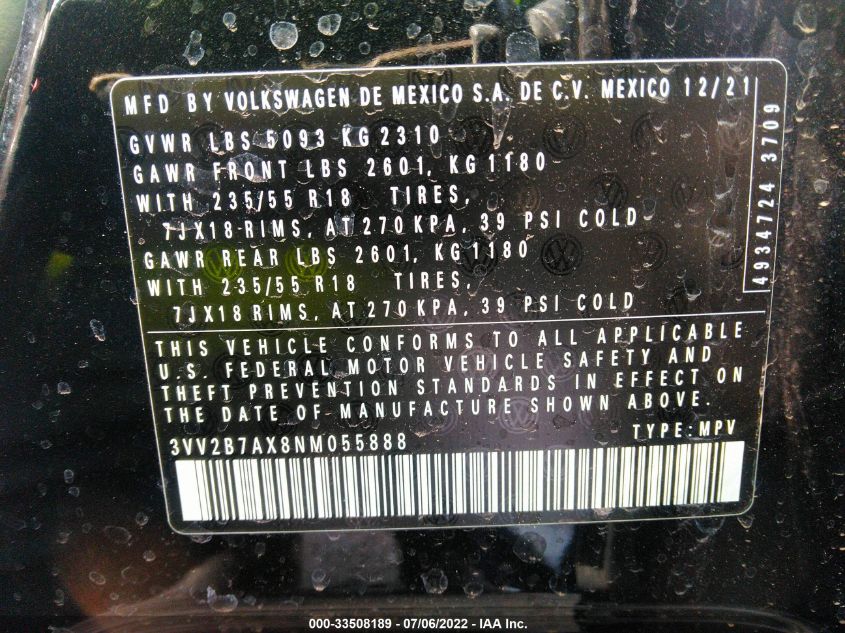 MFD BY VOLKSWAGEN DE MEXICO S.A. DE C.V. MEXICO 12/21
GVWR LBS 5093 KG2310
GAWR FRONT LBS 2601, KG1180
WITH 235/55 R18 TIRES,
7JX18 RIMS, AT 270 KPA, 39 PSI COLD
GAWR REAR LBS 2601, KG 1180
WITH 235/55 R18 TIRES,
7JX18 RIMS, AT 270 KPA, 39 PSI COLD
4934724 3709
THIS VEHICLE CONFORMS TO ALL APPLICABLE
U.S. FEDERAL MOTOR VEHICLE SAFETY AND
THEFT PREVENTION STANDARDS IN EFFECT ON
THE DATE OF MANUFACTURE SHOWN ABOVE.
3VV2B7AX8NM055888 TYPE: MPV
000-33508189 - 07/06/2022 - IAA Inc.